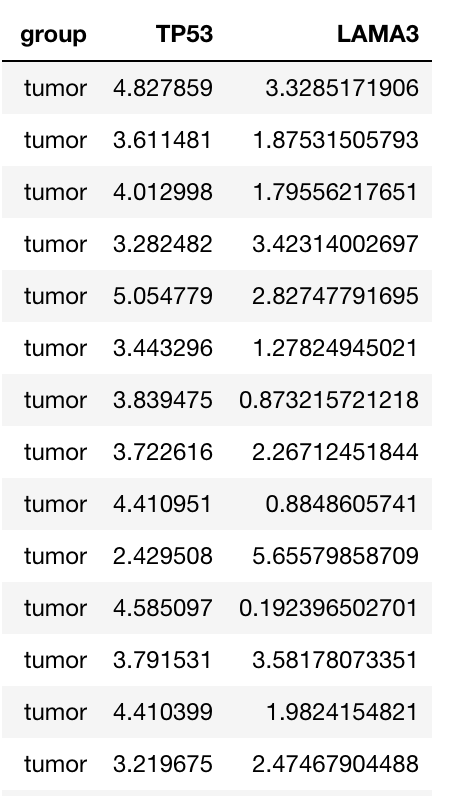 group TP53 LAMA3
tumor 4.827859 3.3285171906
tumor 3.611481 1.87531505793
tumor 4.012998 1.79556217651
tumor 3.282482 3.42314002697
tumor 5.054779 2.82747791695
tumor 3.443296 1.27824945021
tumor 3.839475 0.873215721218
tumor 3.722616 2.26712451844
tumor 4.410951 0.8848605741
tumor 2.429508 5.65579858709
tumor 4.585097 0.192396502701
tumor 3.791531 3.58178073351
tumor 4.410399 1.9824154821
tumor 3.219675 2.47467904488